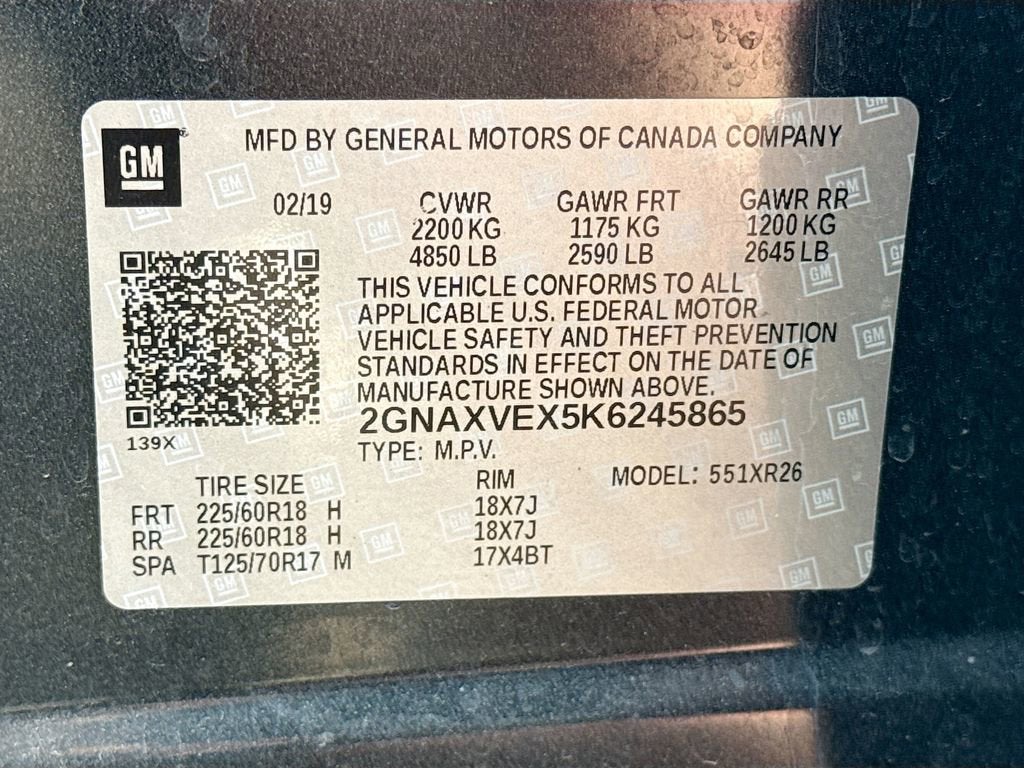 GM
MFD BY GENERAL MOTORS OF CANADA COMPANY
02/19 CVWR GAWR FRT GAWR RR
2200 KG 1175 KG 1200 KG
4850 LB 2590 LB 2645 LB
THIS VEHICLE CONFORMS TO ALL
APPLICABLE U.S. FEDERAL MOTOR
VEHICLE SAFETY AND THEFT PREVENTION
STANDARDS IN EFFECT ON THE DATE OF
MANUFACTURE SHOWN ABOVE.
2GNAXVEX5K6245865
139X
TYPE: M.P.V.
TIRE SIZE RIM MODEL: 551XR26
FRT 225/60R18 H 18X7J
RR 225/60R18 H 18X7J
SPA T125/70R17 M 17X4BT